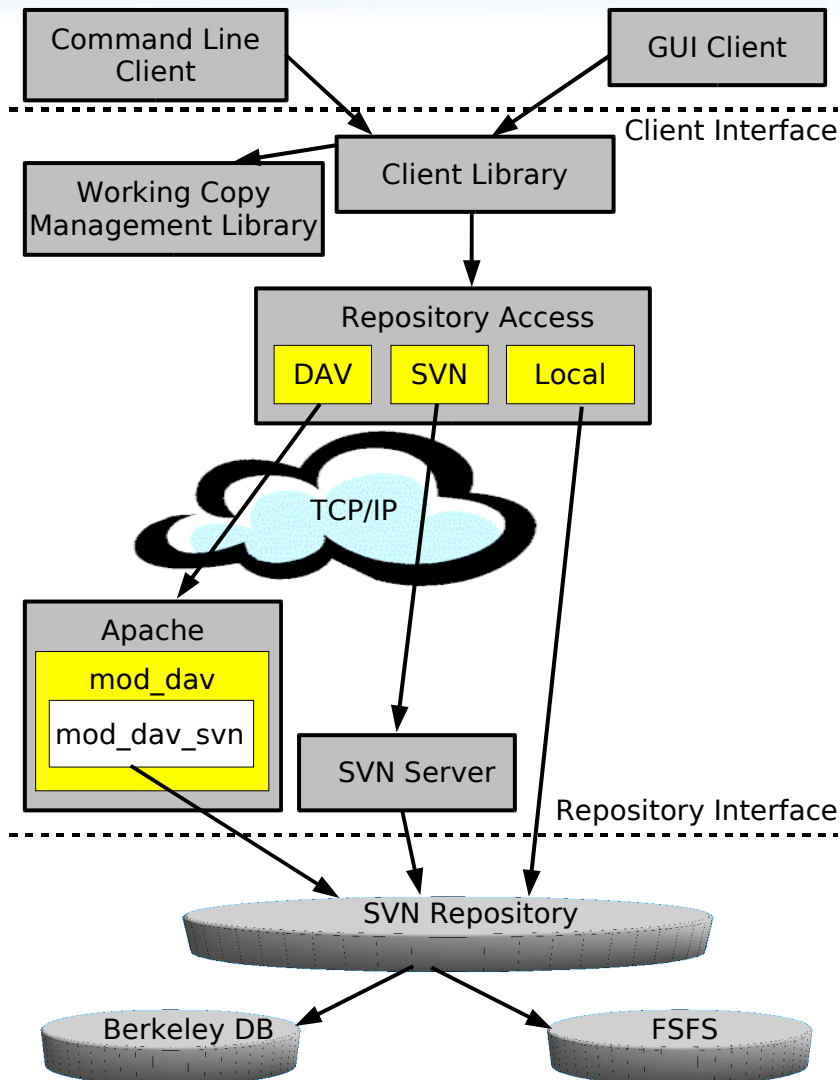 Command Line
Client
GUI Client
Client Interface
Client Library
Working Copy
Management Library
Repository Access
DAV
SVN
Local
TCP/IP
Apache
mod_dav
mod_dav_svn
SVN Server
Repository Interface
SVN Repository
Berkeley DB
FSFS